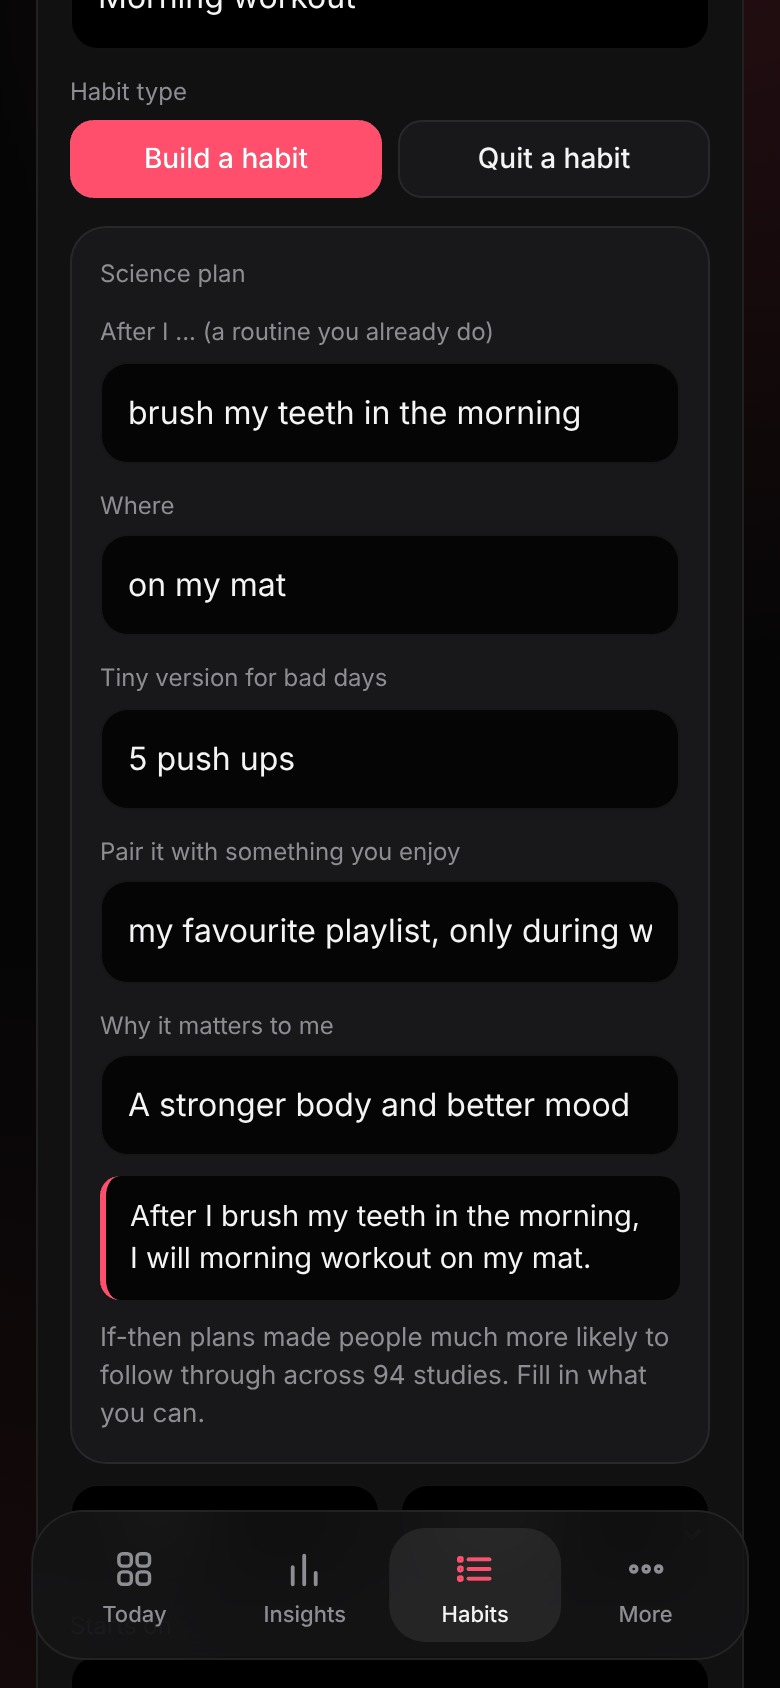 Morning workout
Habit type
Build a habit
Quit a habit
Science plan
After I ... (a routine you already do)
brush my teeth in the morning
Where
on my mat
Tiny version for bad days
5 push ups
Pair it with something you enjoy
my favourite playlist, only during w
Why it matters to me
A stronger body and better mood
After I brush my teeth in the morning,
I will morning workout on my mat.
If-then plans made people much more likely to
follow through across 94 studies. Fill in what
you can.
Today
Insights
Habits
More
Starts on